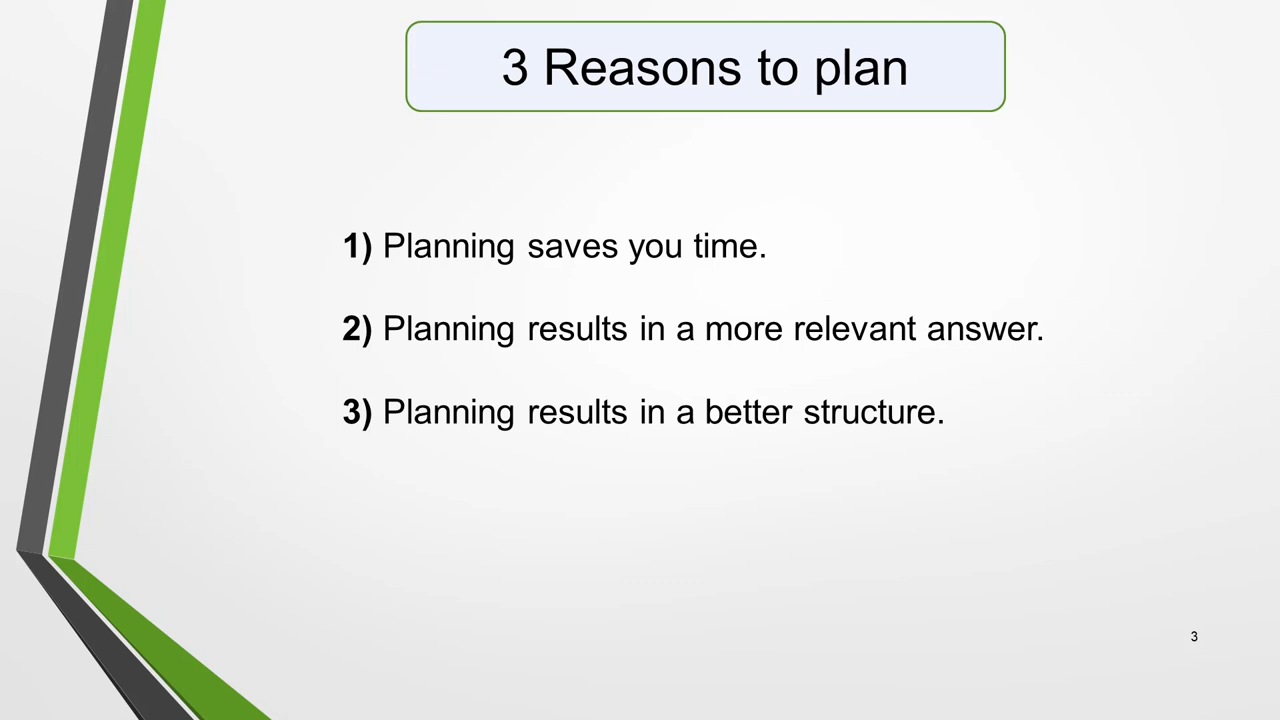 3 Reasons to plan
1) Planning saves you time.
2) Planning results in a more relevant answer.
3) Planning results in a better structure.
3